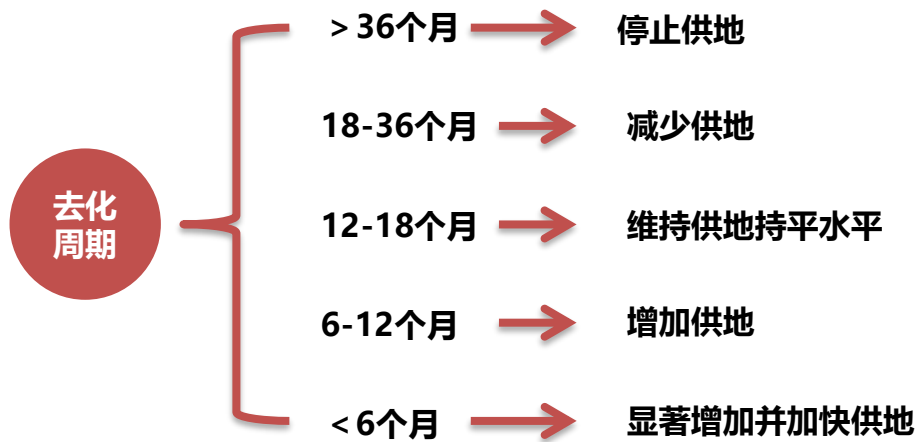 去化
周期
＞36个月 停止供地
18-36个月 减少供地
12-18个月 维持供地持平水平
6-12个月 增加供地
＜6个月 显著增加并加快供地